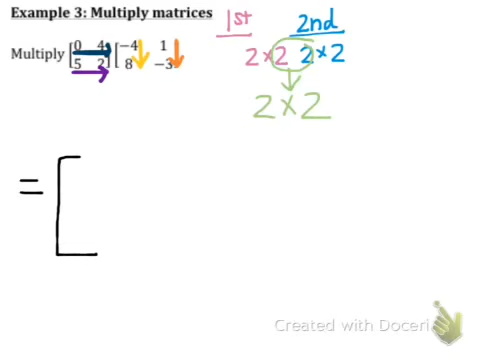 Example 3: Multiply matrices
1st 2nd
Multiply [0 4 [-4 1
5 2] 8 -3
2×2 2×2
2×2
= [
Created with Doceri